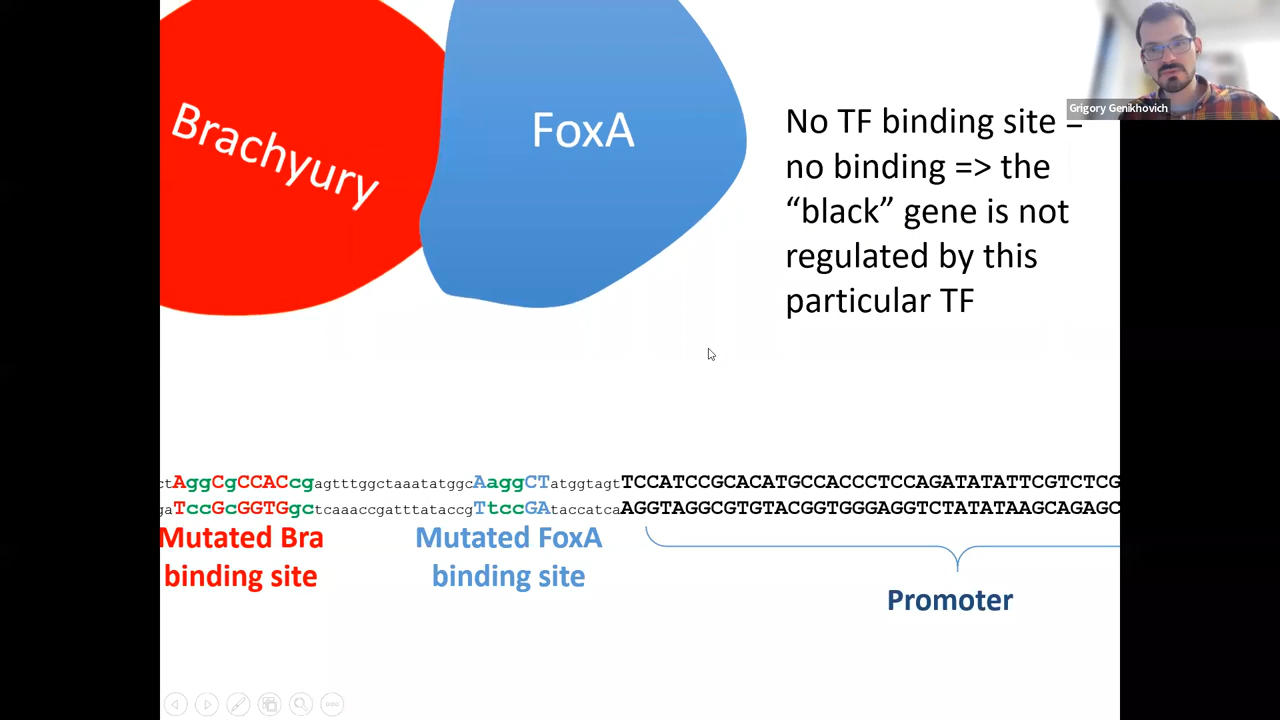 Brachyury
FoxA
Grigory Genikhovich
No TF binding site =
no binding => the
“black” gene is not
regulated by this
particular TF
ctAggCgCCACcgagtttggctaaatatggcAaggCTatggtagtTCCATCCGCACATGCCACCCTCCAGATATATTCGTCTCG
gaTccGcGGTGgctcaaaccgatttataccgTtccGAtaccatcaAGGTAGGCGTGTACGGTGGGAGGTCTATATAAGCAGAGC
Mutated Bra
binding site
Mutated FoxA
binding site
Promoter